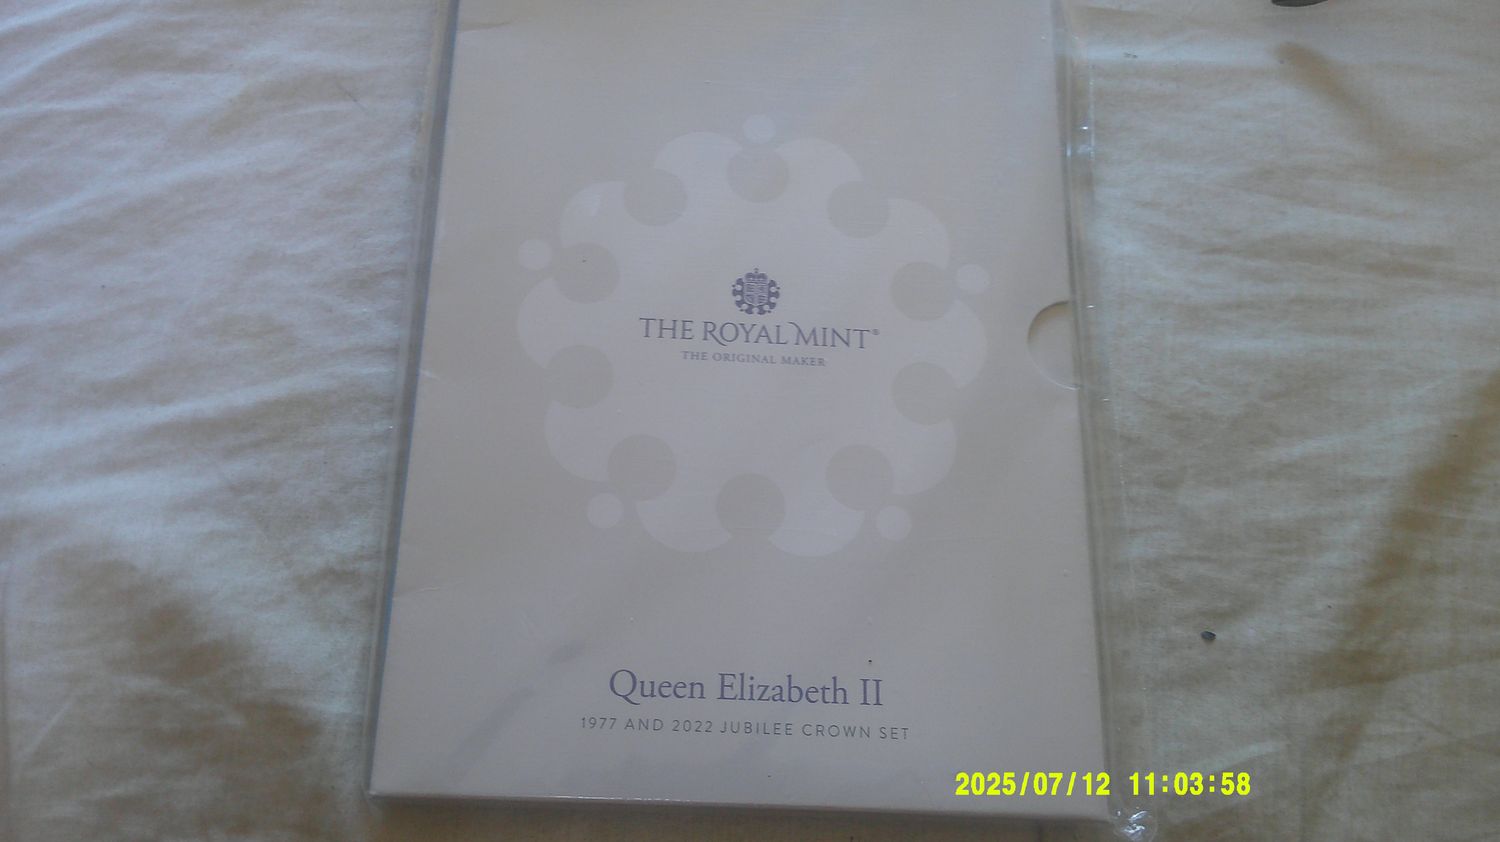 THE ROYAL MINT®
THE ORIGINAL MAKER
Queen Elizabeth II
1977 AND 2022 JUBILEE CROWN SET
2025/07/12 11:03:58